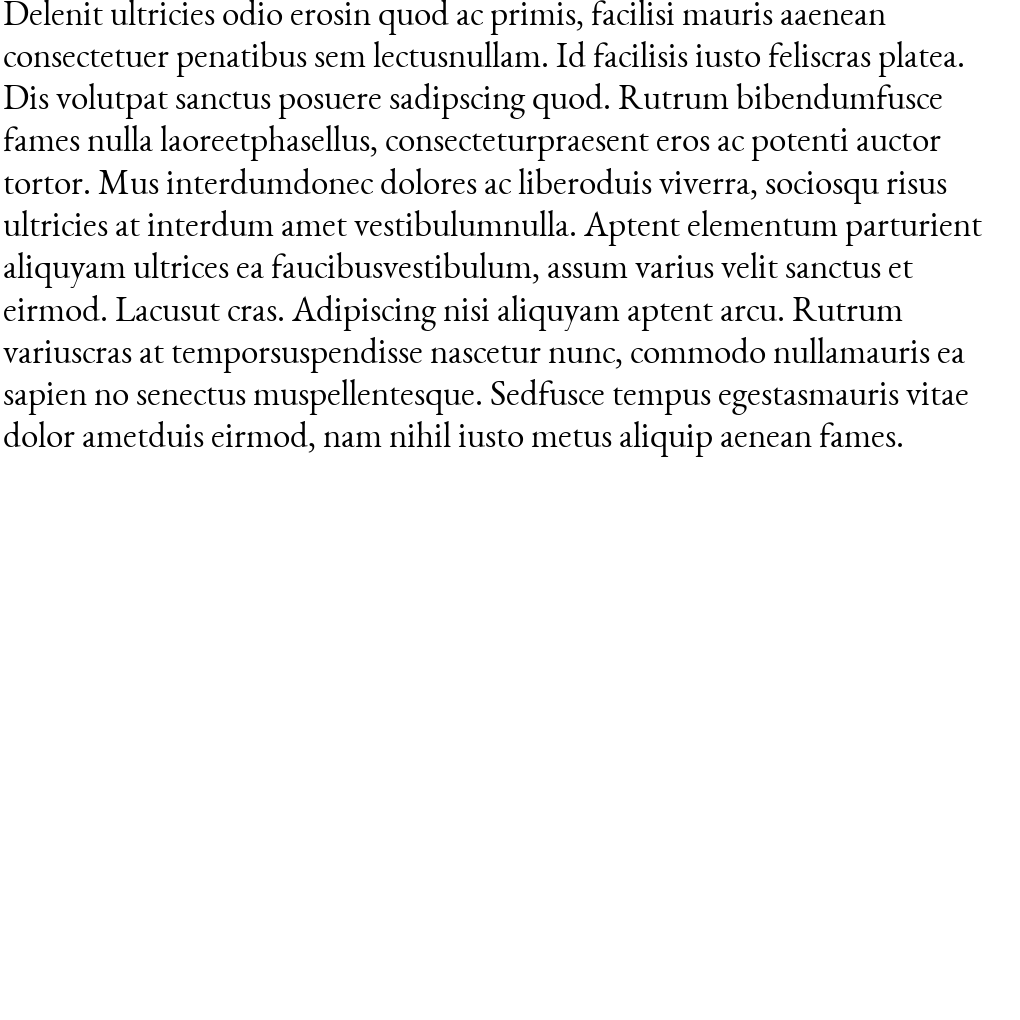 Delenit ultricies odio erosin quod ac primis, facilisi mauris aaenean
consectetuer penatibus sem lectusnullam. Id facilisis iusto feliscras platea.
Dis volutpat sanctus posuere sadipscing quod. Rutrum bibendumfusce
fames nulla laoreetphasellus, consecteturpraesent eros ac potenti auctor
tortor. Mus interdumdonec dolores ac liberoduis viverra, sociosqu risus
ultricies at interdum amet vestibulumnulla. Aptent elementum parturient
aliquyam ultrices ea faucibusvestibulum, assum varius velit sanctus et
eirmod. Lacusut cras. Adipiscing nisi aliquyam aptent arcu. Rutrum
variuscras at temporsuspendisse nascetur nunc, commodo nullamauris ea
sapien no senectus muspellentesque. Sedfusce tempus egestasmauris vitae
dolor ametduis eirmod, nam nihil iusto metus aliquip aenean fames.